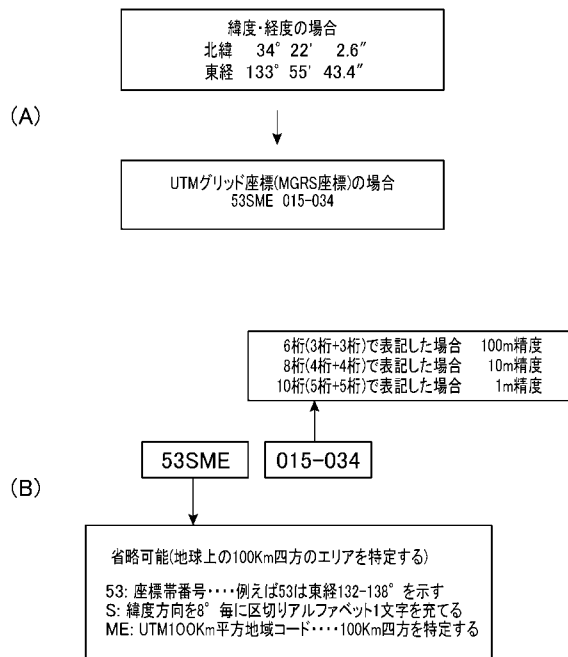 緯度・経度の場合
北緯 34° 22' 2.6″
東経 133° 55' 43.4″
(A)
UTMグリッド座標(MGRS座標)の場合
53SME 015-034
6桁(3桁+3桁)で表記した場合 100m精度
8桁(4桁+4桁)で表記した場合 10m精度
10桁(5桁+5桁)で表記した場合 1m精度
53SME 015-034
(B)
省略可能(地球上の100Km四方のエリアを特定する)
53: 座標帯番号・・・・例えば53は東経132-138°を示す
S: 緯度方向を8°毎に区切りアルファベット1文字を充てる
ME: UTM100Km平方地域コード・・・・100Km四方を特定する